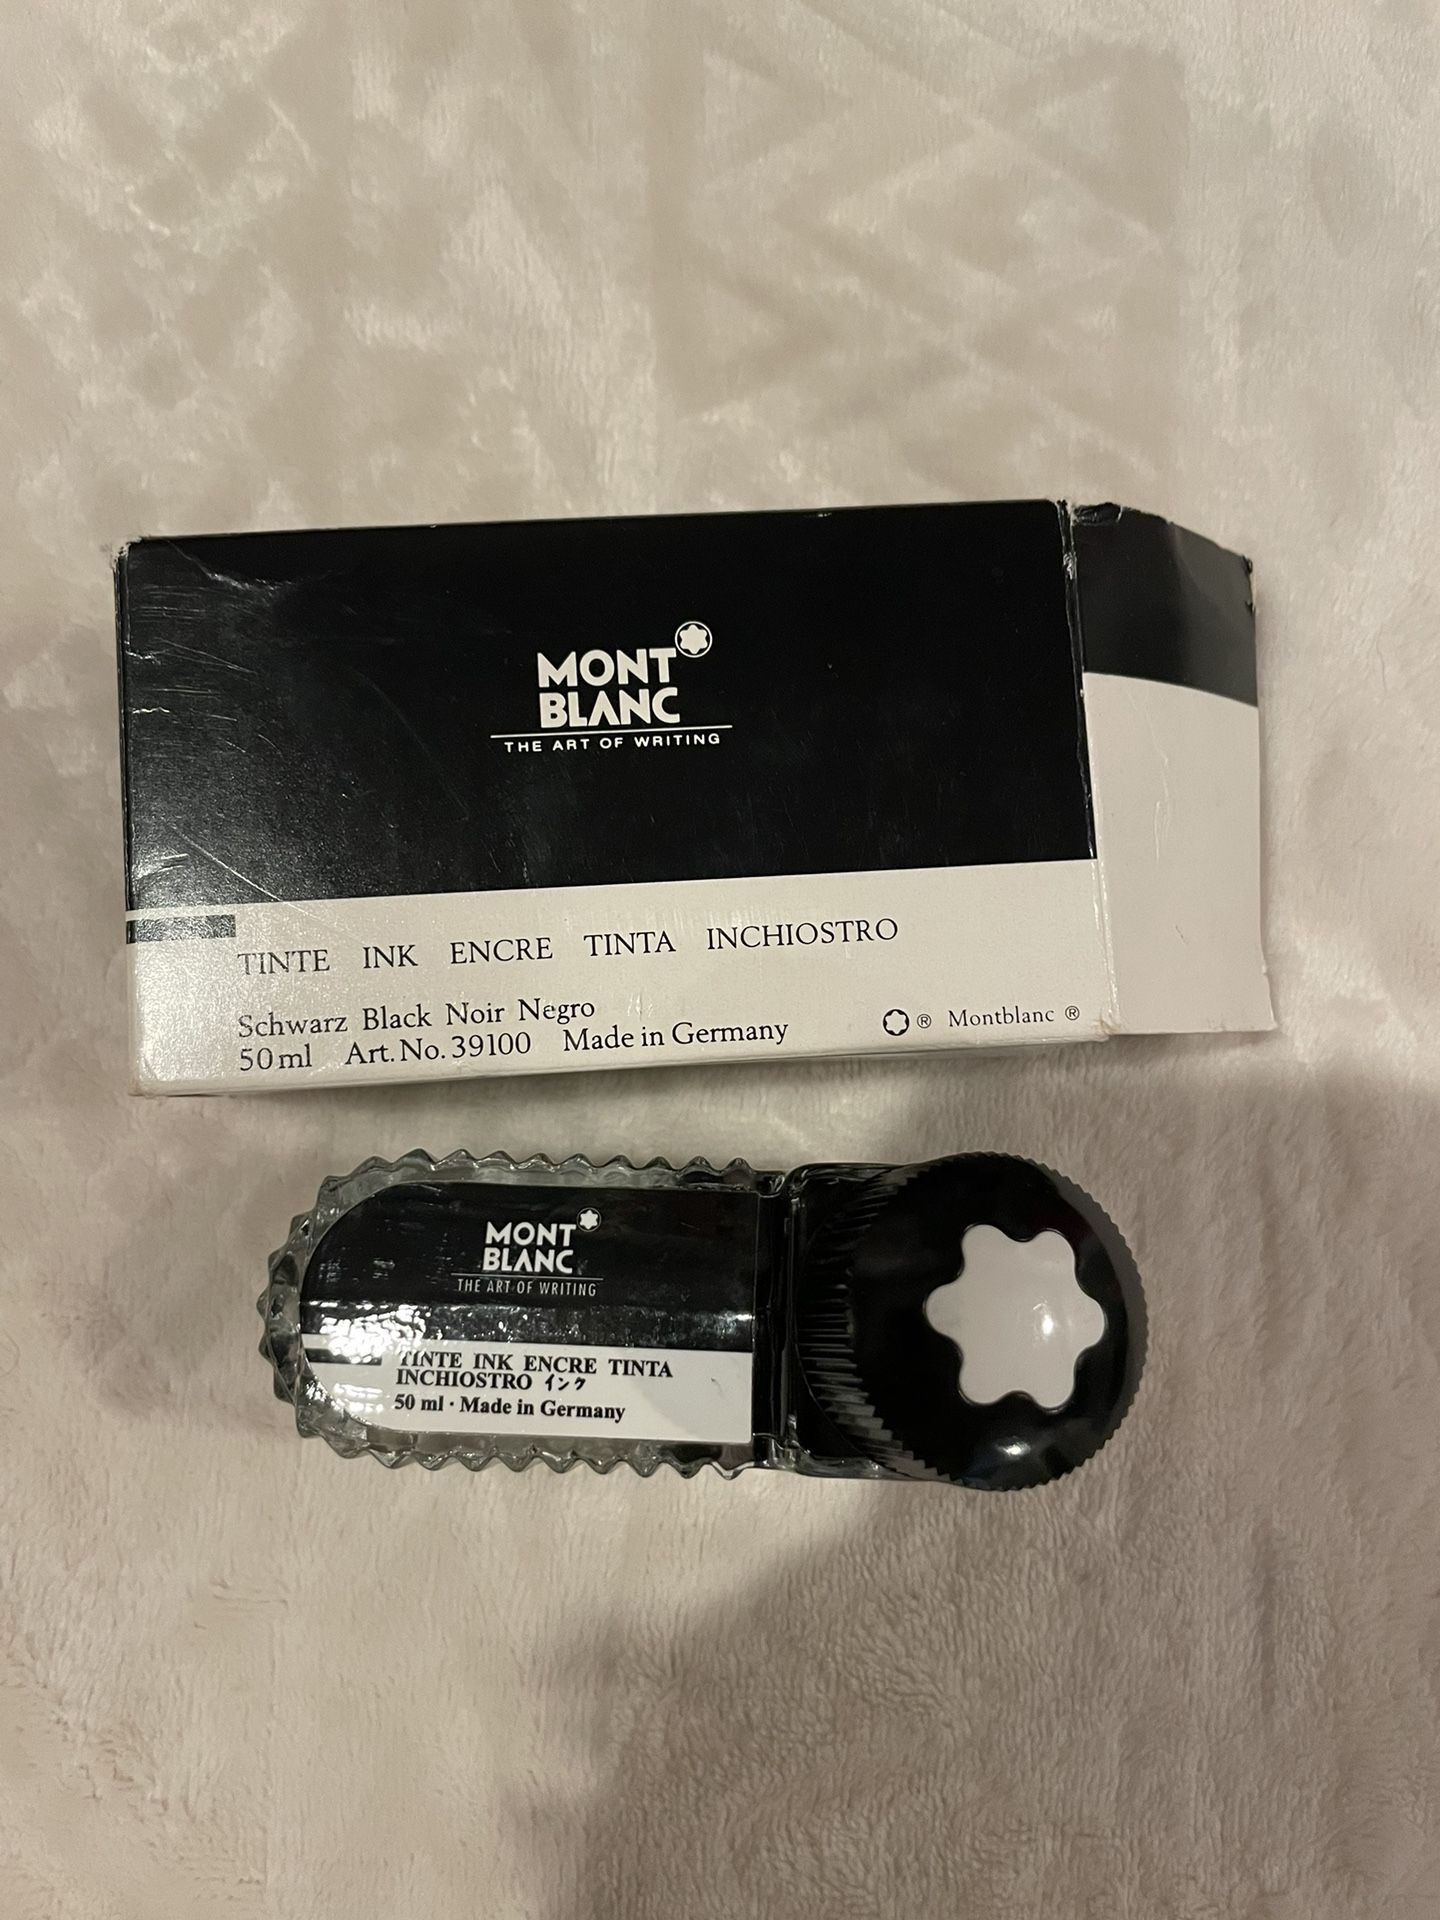 MONT
BLANC
THE ART OF WRITING
TINTE INK ENCRE TINTA INCHIOSTRO
Schwarz Black Noir Negro
50 ml Art. No. 39100 Made in Germany
® Montblanc ®
MONT
BLANC
THE ART OF WRITING
TINTE INK ENCRE TINTA
INCHIOSTRO インク
50 ml · Made in Germany